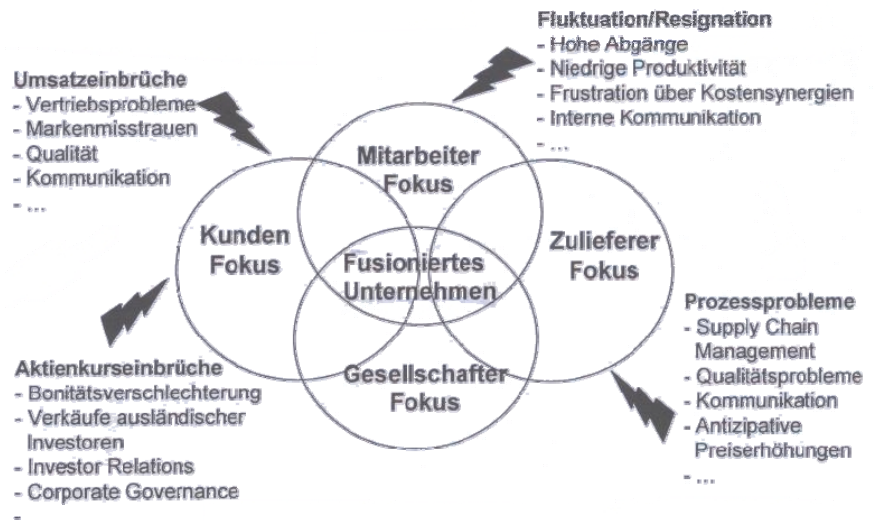 Fluktuation/Resignation
- Hohe Abgänge
- Niedrige Produktivität
- Frustration über Kostensynergien
- Interne Kommunikation
- ...
Umsatzeinbrüche
- Vertriebsprobleme
- Markenmisstrauen
- Qualität
- Kommunikation
- ...
Mitarbeiter
Fokus
Kunden
Fokus
Zulieferer
Fokus
Fusioniertes
Unternehmen
Gesellschafter
Fokus
Prozessprobleme
- Supply Chain
Management
- Qualitätsprobleme
- Kommunikation
- Antizipative
Preiserhöhungen
- ...
Aktienkurseinbrüche
- Bonitätsverschlechterung
- Verkäufe ausländischer
Investoren
- Investor Relations
- Corporate Governance
-